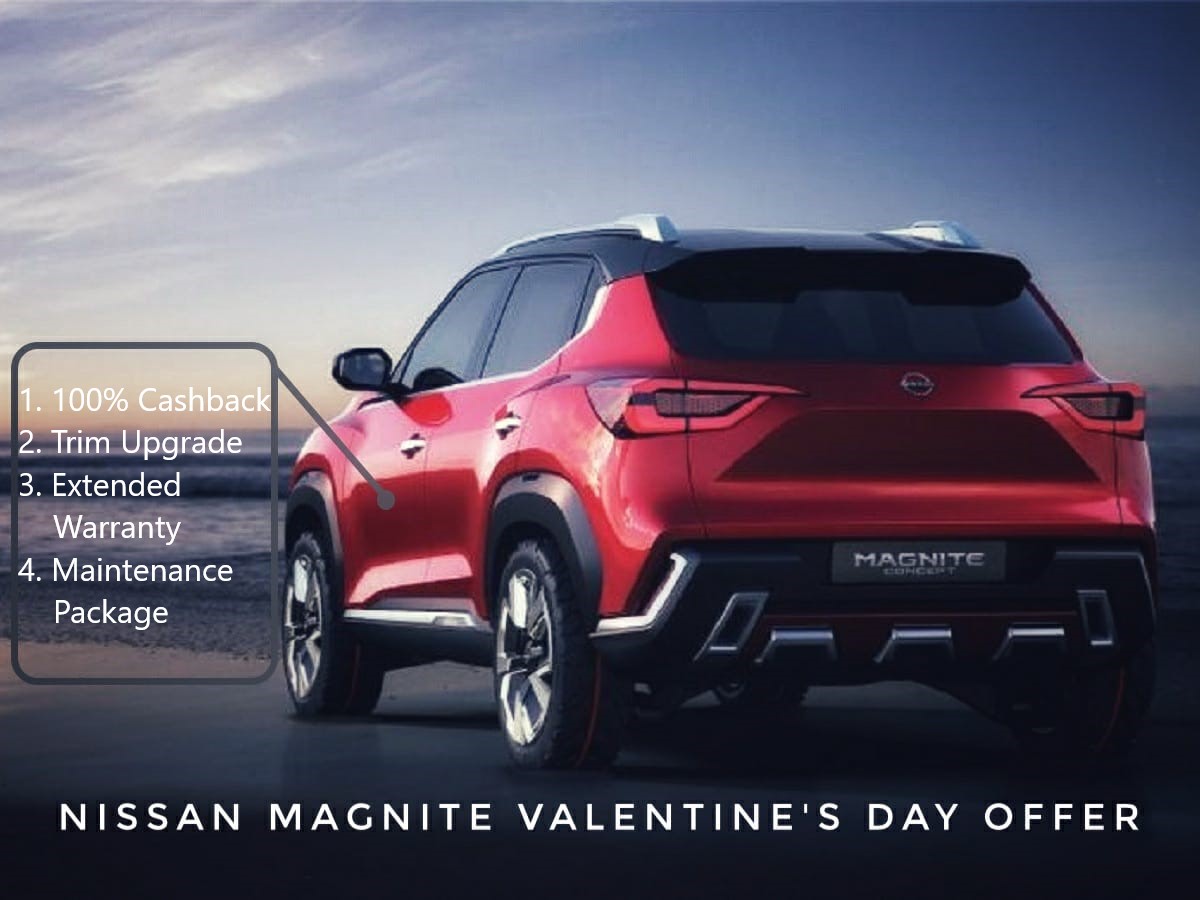 1. 100% Cashback
2. Trim Upgrade
3. Extended
Warranty
4. Maintenance
Package
MAGNITE
CONCEPT
NISSAN MAGNITE VALENTINE'S DAY OFFER